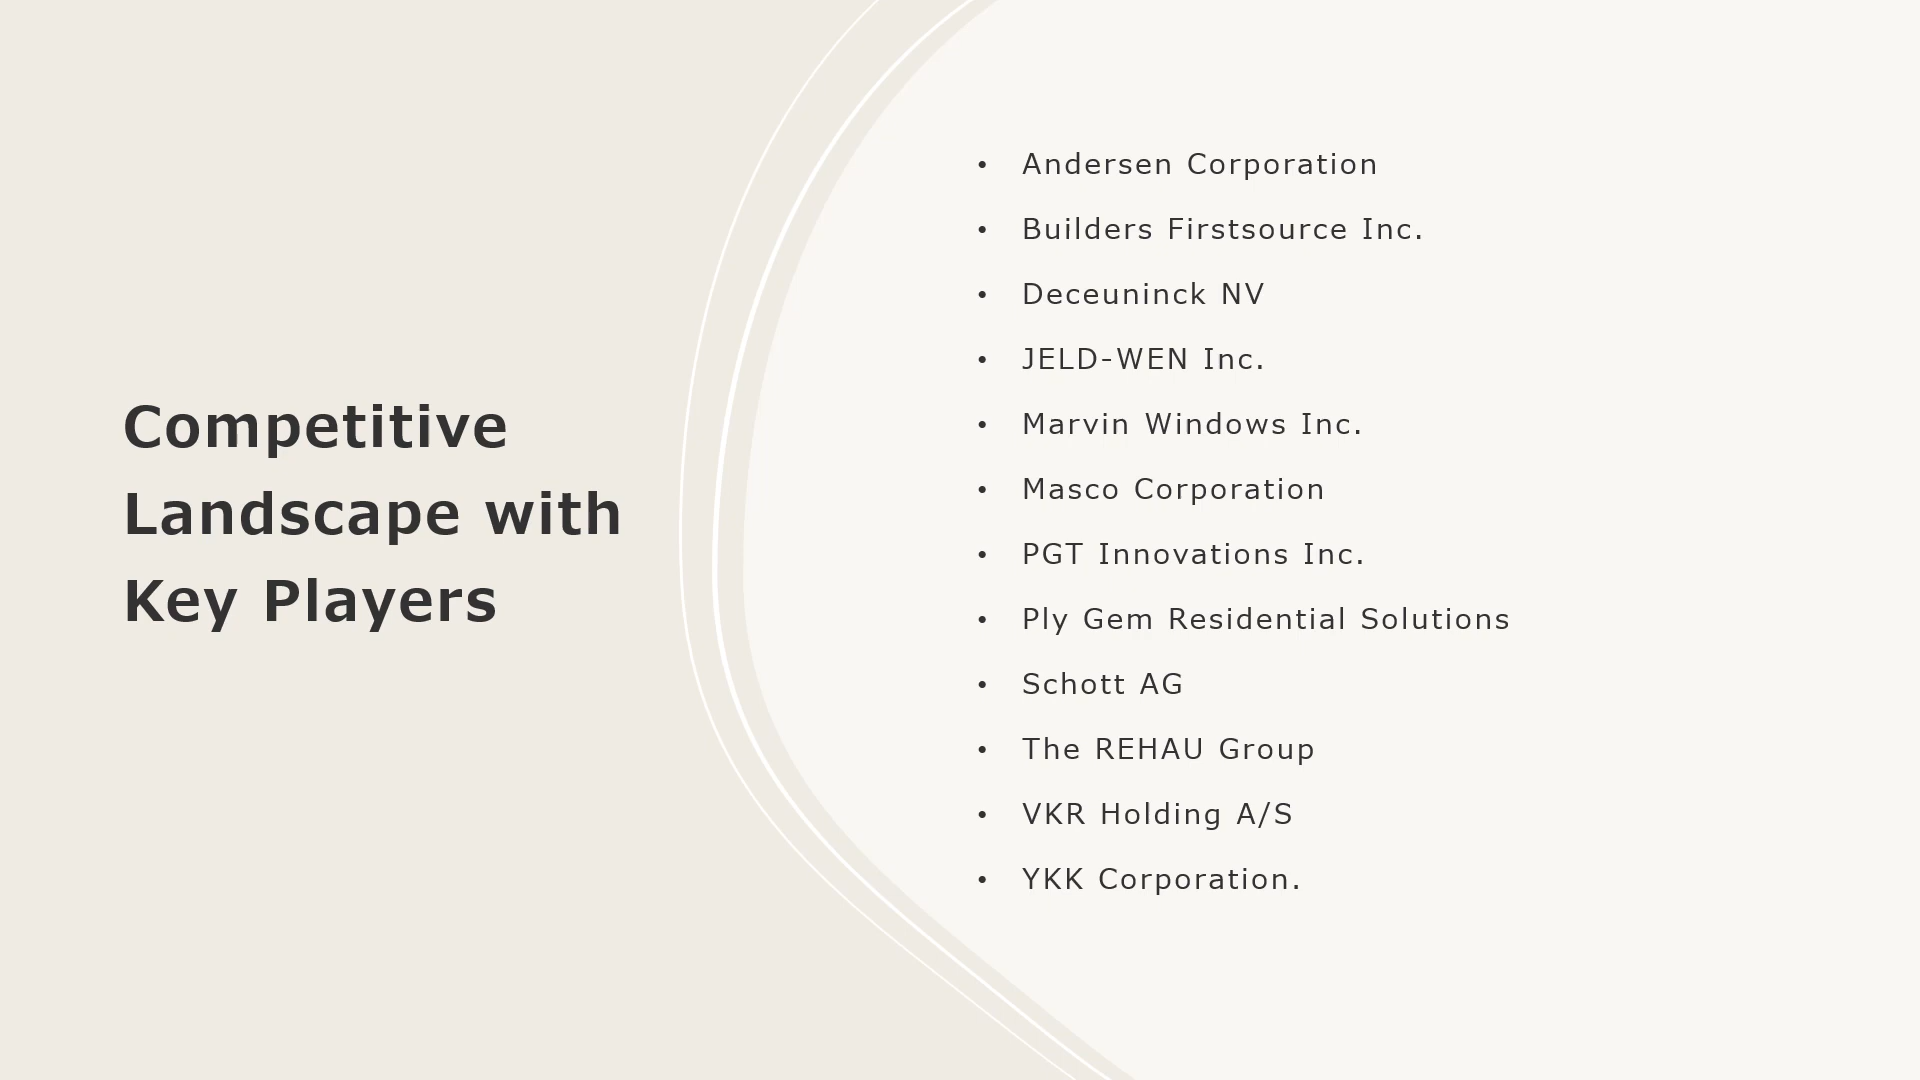 Competitive
Landscape with
Key Players
• Andersen Corporation
• Builders Firstsource Inc.
• Deceuninck NV
• JELD-WEN Inc.
• Marvin Windows Inc.
• Masco Corporation
• PGT Innovations Inc.
• Ply Gem Residential Solutions
• Schott AG
• The REHAU Group
• VKR Holding A/S
• YKK Corporation.